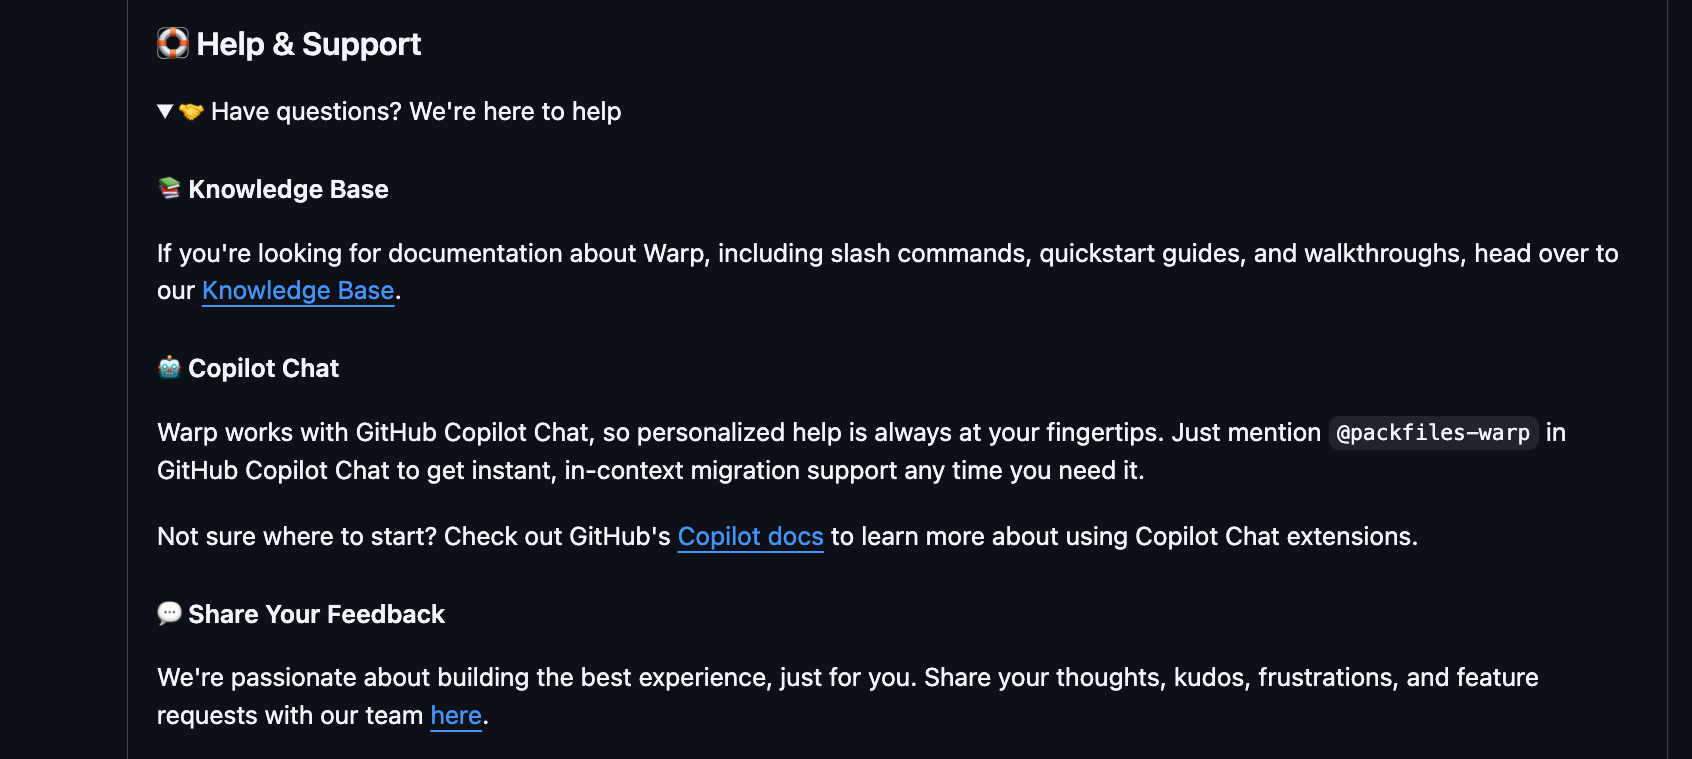 🛟 Help & Support
▼🤝 Have questions? We're here to help
📚 Knowledge Base
If you're looking for documentation about Warp, including slash commands, quickstart guides, and walkthroughs, head over to
our Knowledge Base.
🤖 Copilot Chat
Warp works with GitHub Copilot Chat, so personalized help is always at your fingertips. Just mention @packfiles-warp in
GitHub Copilot Chat to get instant, in-context migration support any time you need it.
Not sure where to start? Check out GitHub's Copilot docs to learn more about using Copilot Chat extensions.
💬 Share Your Feedback
We're passionate about building the best experience, just for you. Share your thoughts, kudos, frustrations, and feature
requests with our team here.